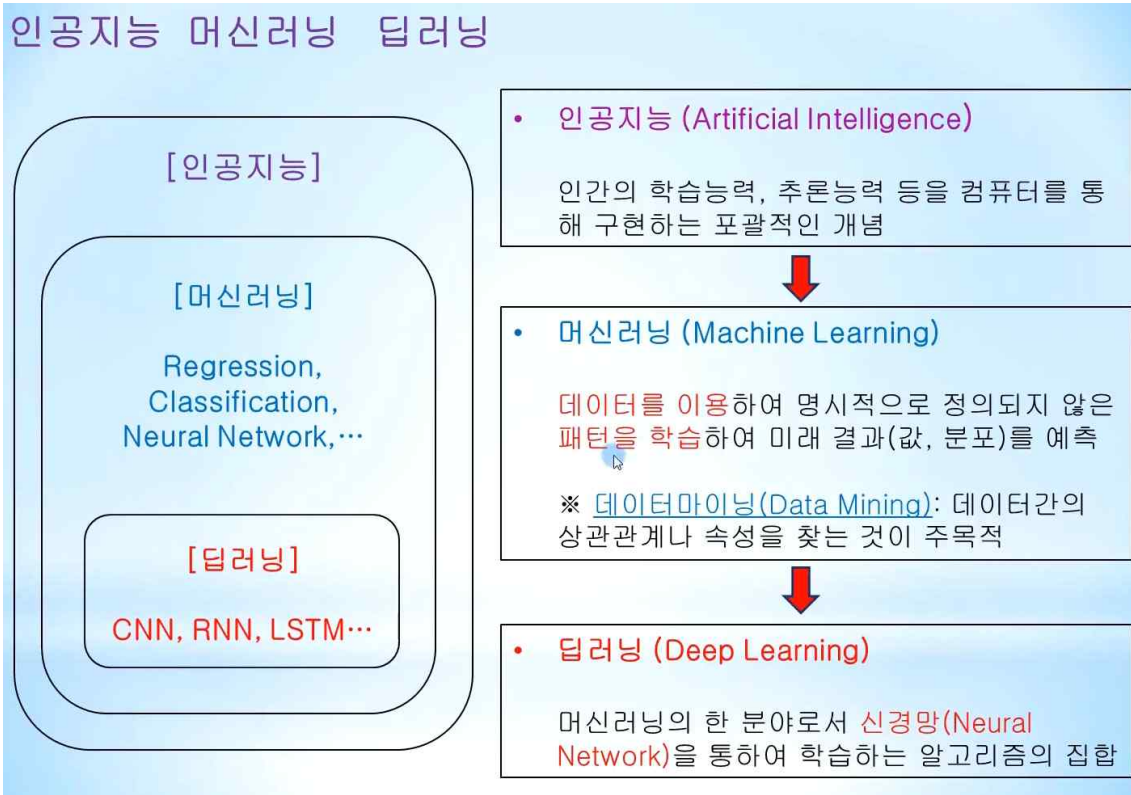 인공지능 머신러닝 딥러닝
[인공지능]
[머신러닝]
Regression,
Classification,
Neural Network,…
[딥러닝]
CNN, RNN, LSTM…
• 인공지능 (Artificial Intelligence)
인간의 학습능력, 추론능력 등을 컴퓨터를 통
해 구현하는 포괄적인 개념
• 머신러닝 (Machine Learning)
데이터를 이용하여 명시적으로 정의되지 않은
패턴을 학습하여 미래 결과(값, 분포)를 예측
※ 데이터마이닝(Data Mining): 데이터간의
상관관계나 속성을 찾는 것이 주목적
• 딥러닝 (Deep Learning)
머신러닝의 한 분야로서 신경망(Neural
Network)을 통하여 학습하는 알고리즘의 집합